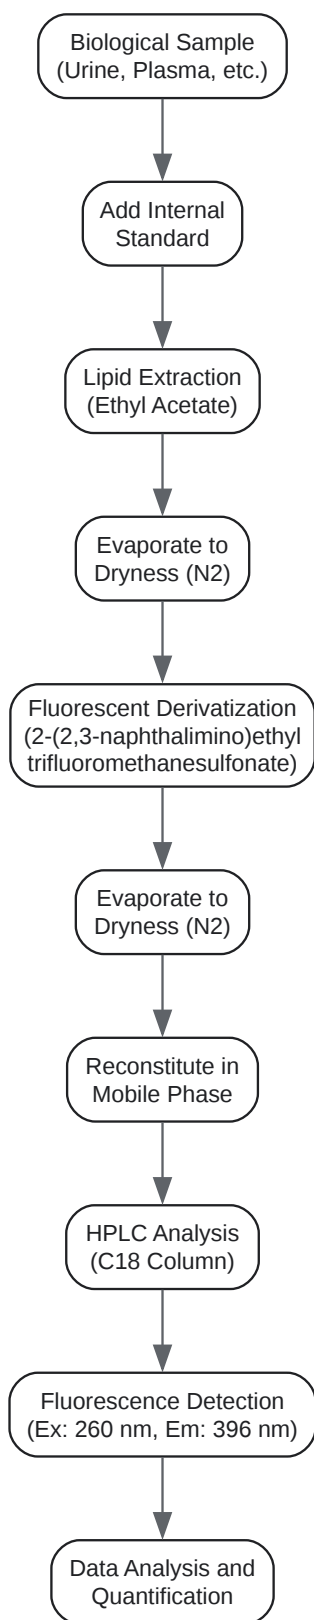 Biological Sample
(Urine, Plasma, etc.)
Add Internal
Standard
Lipid Extraction
(Ethyl Acetate)
Evaporate to
Dryness (N2)
Fluorescent Derivatization
(2-(2,3-naphthalimino)ethyl
trifluoromethanesulfonate)
Evaporate to
Dryness (N2)
Reconstitute in
Mobile Phase
HPLC Analysis
(C18 Column)
Fluorescence Detection
(Ex: 260 nm, Em: 396 nm)
Data Analysis and
Quantification